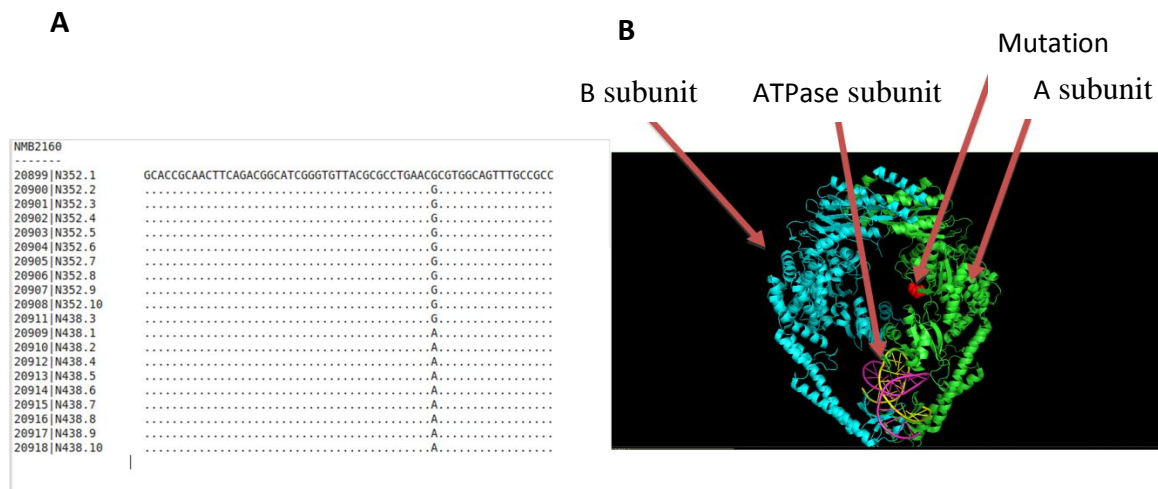 A
B
Mutation
B subunit ATPase subunit A subunit
NMB2160
-------
20899|N352.1 GCACCGCAACTTCAGACGGCATCGGGTGTTACGCGCCTGAACGCGTGGCAGTTTGCCGCC
20900|N352.2 ..........................................G.................
20901|N352.3 ..........................................G.................
20902|N352.4 ..........................................G.................
20903|N352.5 ..........................................G.................
20904|N352.6 ..........................................G.................
20905|N352.7 ..........................................G.................
20906|N352.8 ..........................................G.................
20907|N352.9 ..........................................G.................
20908|N352.10 ..........................................G.................
20911|N438.3 ..........................................G.................
20909|N438.1 ..........................................A.................
20910|N438.2 ..........................................A.................
20912|N438.4 ..........................................A.................
20913|N438.5 ..........................................A.................
20914|N438.6 ..........................................A.................
20915|N438.7 ..........................................A.................
20916|N438.8 ..........................................A.................
20917|N438.9 ..........................................A.................
20918|N438.10 ..........................................A.................